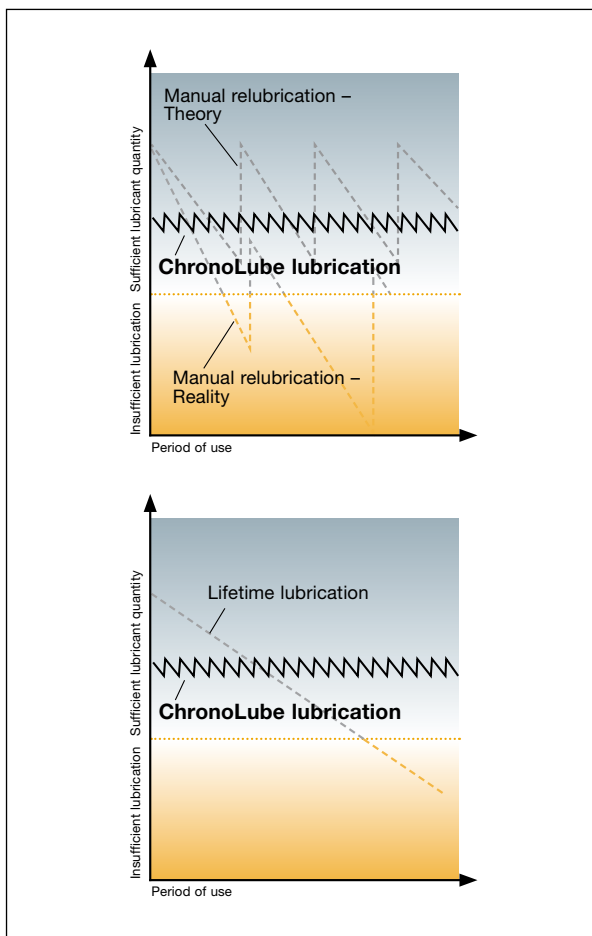 Manual relubrication –
Theory
ChronoLube lubrication
Manual relubrication –
Reality
Insufficient lubrication Sufficient lubricant quantity
Period of use
Lifetime lubrication
ChronoLube lubrication
Insufficient lubrication Sufficient lubricant quantity
Period of use